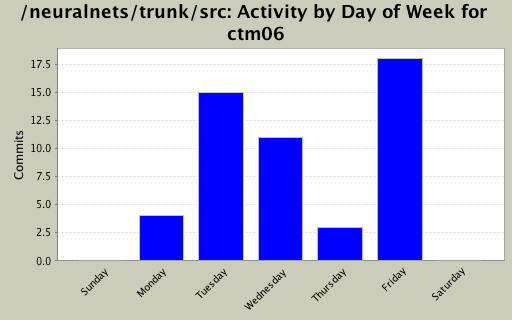 /neuralnets/trunk/src: Activity by Day of Week for
ctm06
17.5
15.0
12.5
10.0
7.5
5.0
2.5
0.0
Commits
Sunday
Monday
Tuesday
Wednesday
Thursday
Friday
Saturday